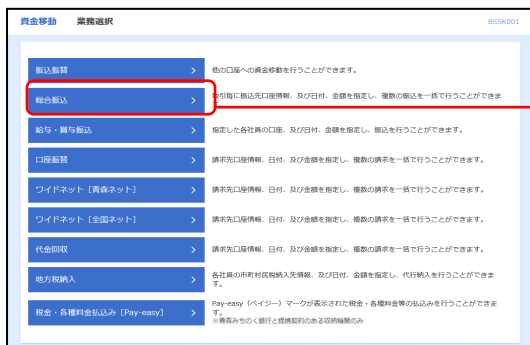 資金移動 業務選択 BSSK001
振込振替 > 他の口座への資金移動を行うことができます。
総合振込 > 取引毎に振込先口座情報、及び日付、金額を指定し、複数の振込を一括で行うことができま
す。
給与・賞与振込 > 指定した各社員の口座、及び日付、金額を指定し、振込を行うことができます。
口座振替 > 請求先口座情報、日付、及び金額を指定し、複数の請求を一括で行うことができます。
ワイドネット［青森ネット］ > 請求先口座情報、日付、及び金額を指定し、複数の請求を一括で行うことができます。
ワイドネット［全国ネット］ > 請求先口座情報、日付、及び金額を指定し、複数の請求を一括で行うことができます。
代金回収 > 請求先口座情報、日付、及び金額を指定し、複数の請求を一括で行うことができます。
地方税納入 > 各社員の市町村民税納入先情報、及び日付、金額を指定し、代行納入を行うことができま
す。
税金・各種料金払込み［Pay-easy］ > Pay-easy（ペイジー）マークが表示された税金・各種料金等の払込みを行うことができま
す。
※青森みちのく銀行と提携契約のある収納機関のみ